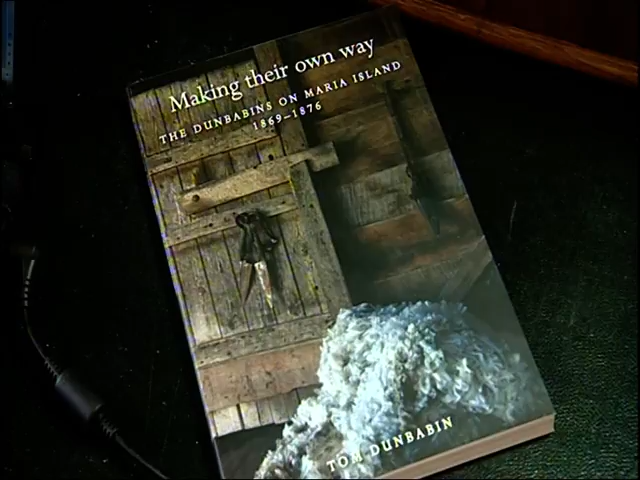 Making their own way
THE DUNBABINS ON MARIA ISLAND
1869–1876
TOM DUNBABIN